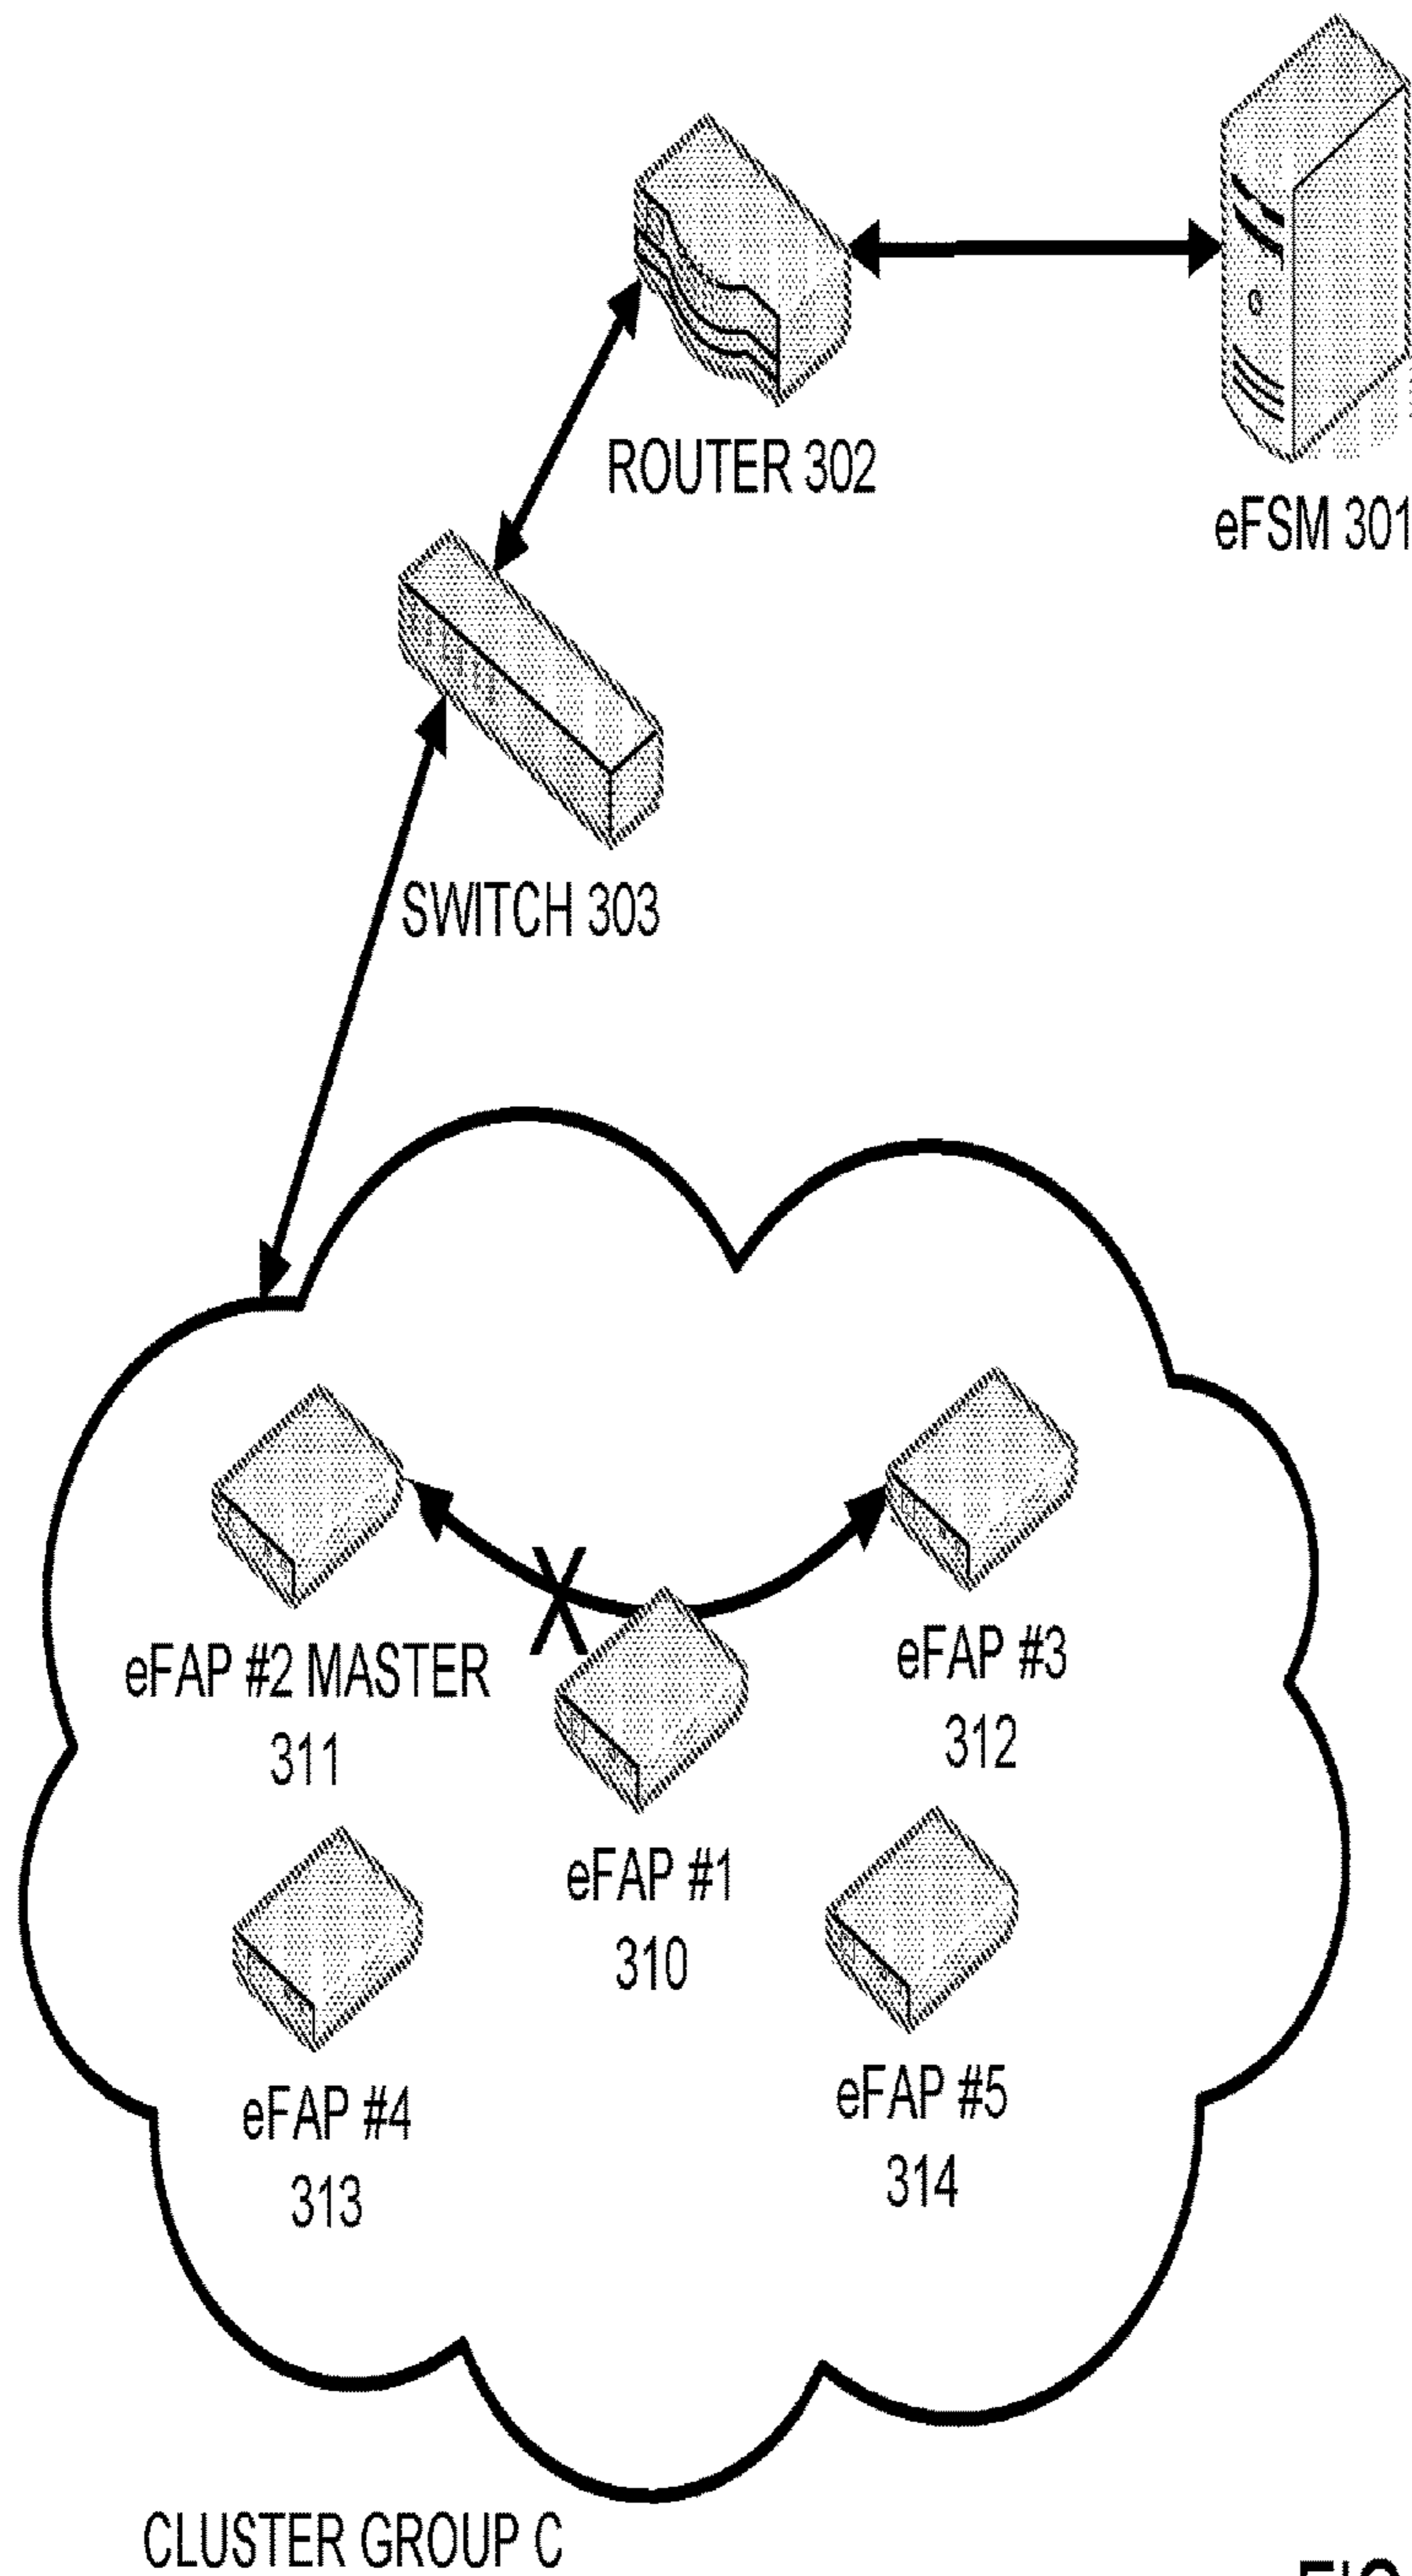 ROUTER 302
eFSM 301
SWITCH 303
X
eFAP #2 MASTER
311
eFAP #3
312
eFAP #1
310
eFAP #4
313
eFAP #5
314
CLUSTER GROUP C